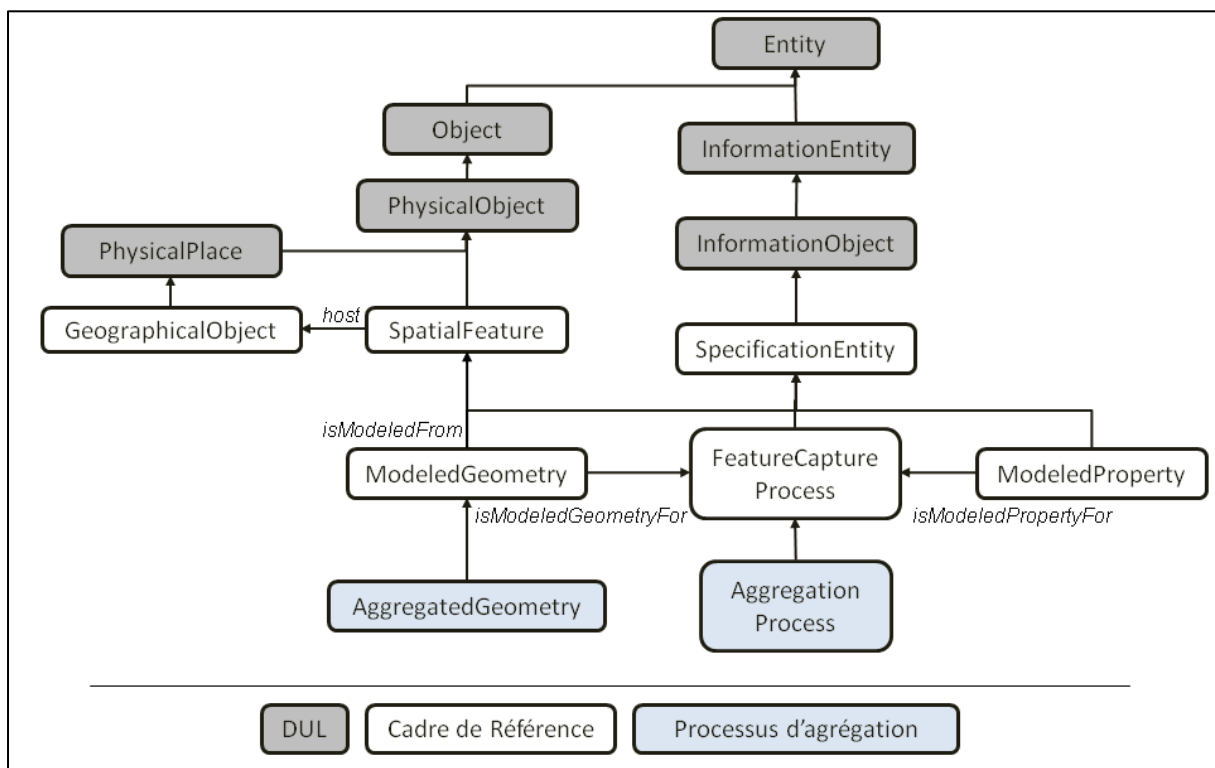 Entity
Object
InformationEntity
PhysicalObject
PhysicalPlace
InformationObject
GeographicalObject
host
SpatialFeature
SpecificationEntity
isModeledFrom
ModeledGeometry
FeatureCapture
Process
ModeledProperty
isModeledGeometryFor
isModeledPropertyFor
AggregatedGeometry
Aggregation
Process
DUL
Cadre de Référence
Processus d'agrégation